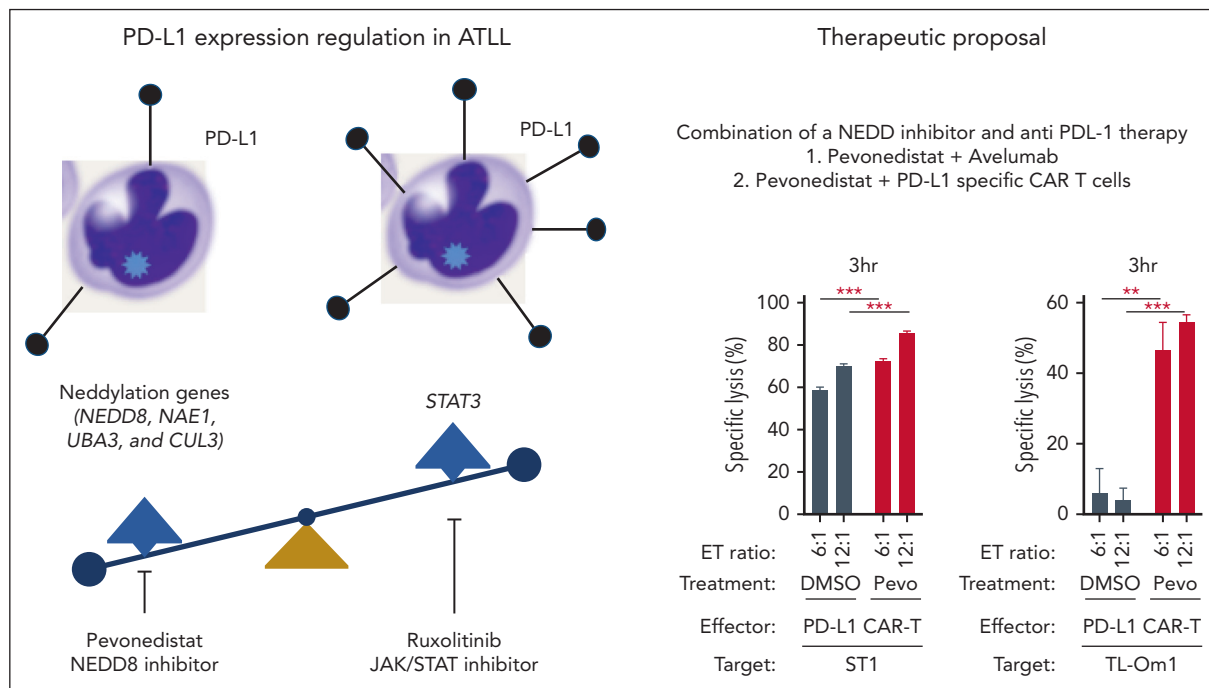 PD-L1 expression regulation in ATLL
PD-L1
PD-L1
Neddylation genes
(NEDD8, NAE1,
UBA3, and CUL3)
STAT3
Pevonedistat
NEDD8 inhibitor
Ruxolitinib
JAK/STAT inhibitor
Therapeutic proposal
Combination of a NEDD inhibitor and anti PDL-1 therapy
1. Pevonedistat + Avelumab
2. Pevonedistat + PD-L1 specific CAR T cells
3hr
***
***
Specific lysis (%)
100
80
60
40
20
0
ET ratio: 6:1 12:1 6:1 12:1
Treatment: DMSO Pevo
Effector: PD-L1 CAR-T
Target: ST1
3hr
**
***
Specific lysis (%)
60
40
20
0
ET ratio: 6:1 12:1 6:1 12:1
Treatment: DMSO Pevo
Effector: PD-L1 CAR-T
Target: TL-Om1